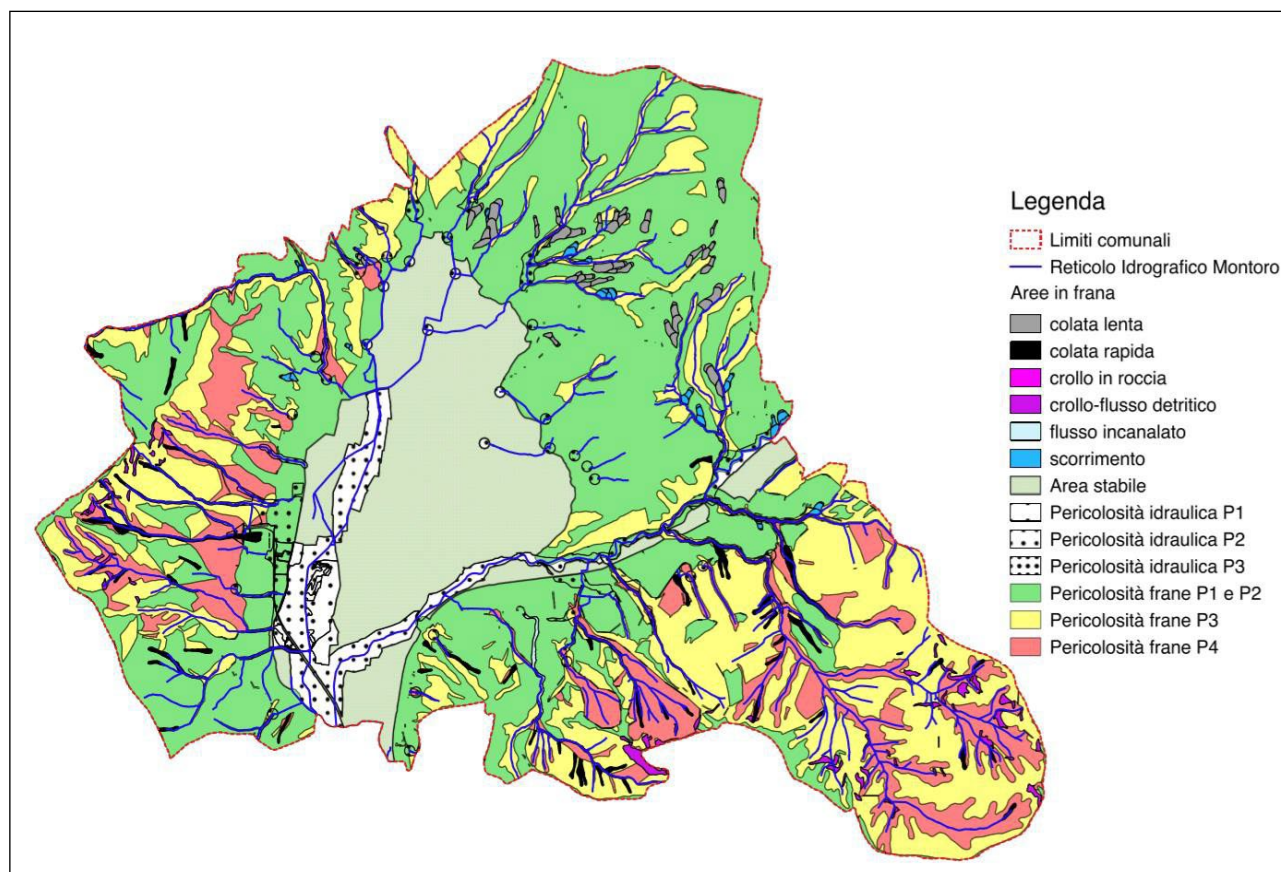 Legenda
Limiti comunali
Reticolo Idrografico Montoro
Aree in frana
colata lenta
colata rapida
crollo in roccia
crollo-flusso detritico
flusso incanalato
scorrimento
Area stabile
Pericolosità idraulica P1
Pericolosità idraulica P2
Pericolosità idraulica P3
Pericolosità frane P1 e P2
Pericolosità frane P3
Pericolosità frane P4